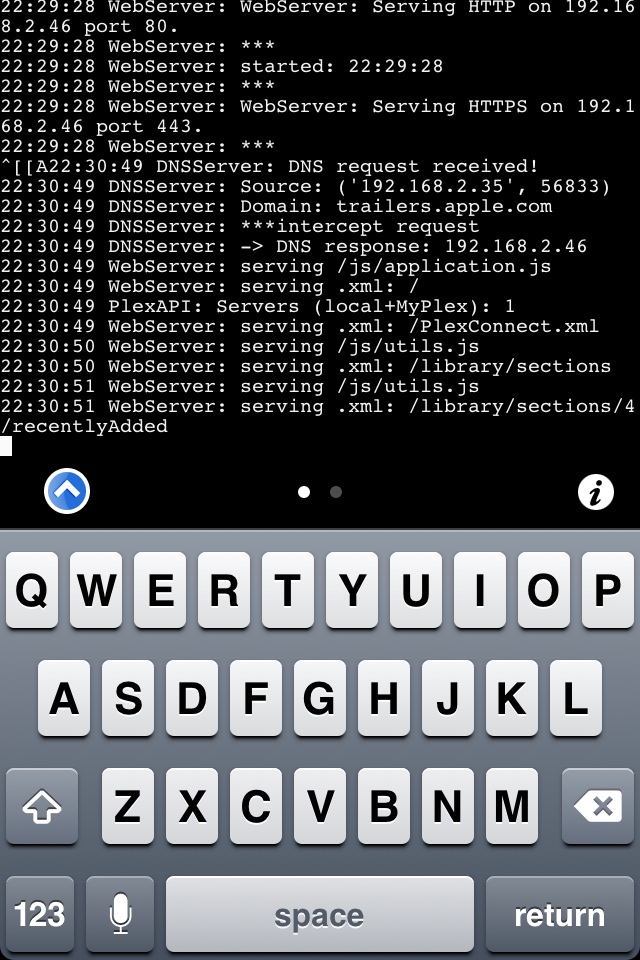 22:29:28 WebServer: WebServer: Serving HTTP on 192.16
8.2.46 port 80.
22:29:28 WebServer: ***
22:29:28 WebServer: started: 22:29:28
22:29:28 WebServer: ***
22:29:28 WebServer: WebServer: Serving HTTPS on 192.1
68.2.46 port 443.
22:29:28 WebServer: ***
^[[A22:30:49 DNSServer: DNS request received!
22:30:49 DNSServer: Source: ('192.168.2.35', 56833)
22:30:49 DNSServer: Domain: trailers.apple.com
22:30:49 DNSServer: ***intercept request
22:30:49 DNSServer: -> DNS response: 192.168.2.46
22:30:49 WebServer: serving /js/application.js
22:30:49 WebServer: serving .xml: /
22:30:49 PlexAPI: Servers (local+MyPlex): 1
22:30:49 WebServer: serving .xml: /PlexConnect.xml
22:30:50 WebServer: serving /js/utils.js
22:30:50 WebServer: serving .xml: /library/sections
22:30:51 WebServer: serving /js/utils.js
22:30:51 WebServer: serving .xml: /library/sections/4
/recentlyAdded
i
Q W E R T Y U I O P
A S D F G H J K L
Z X C V B N M
123 space return